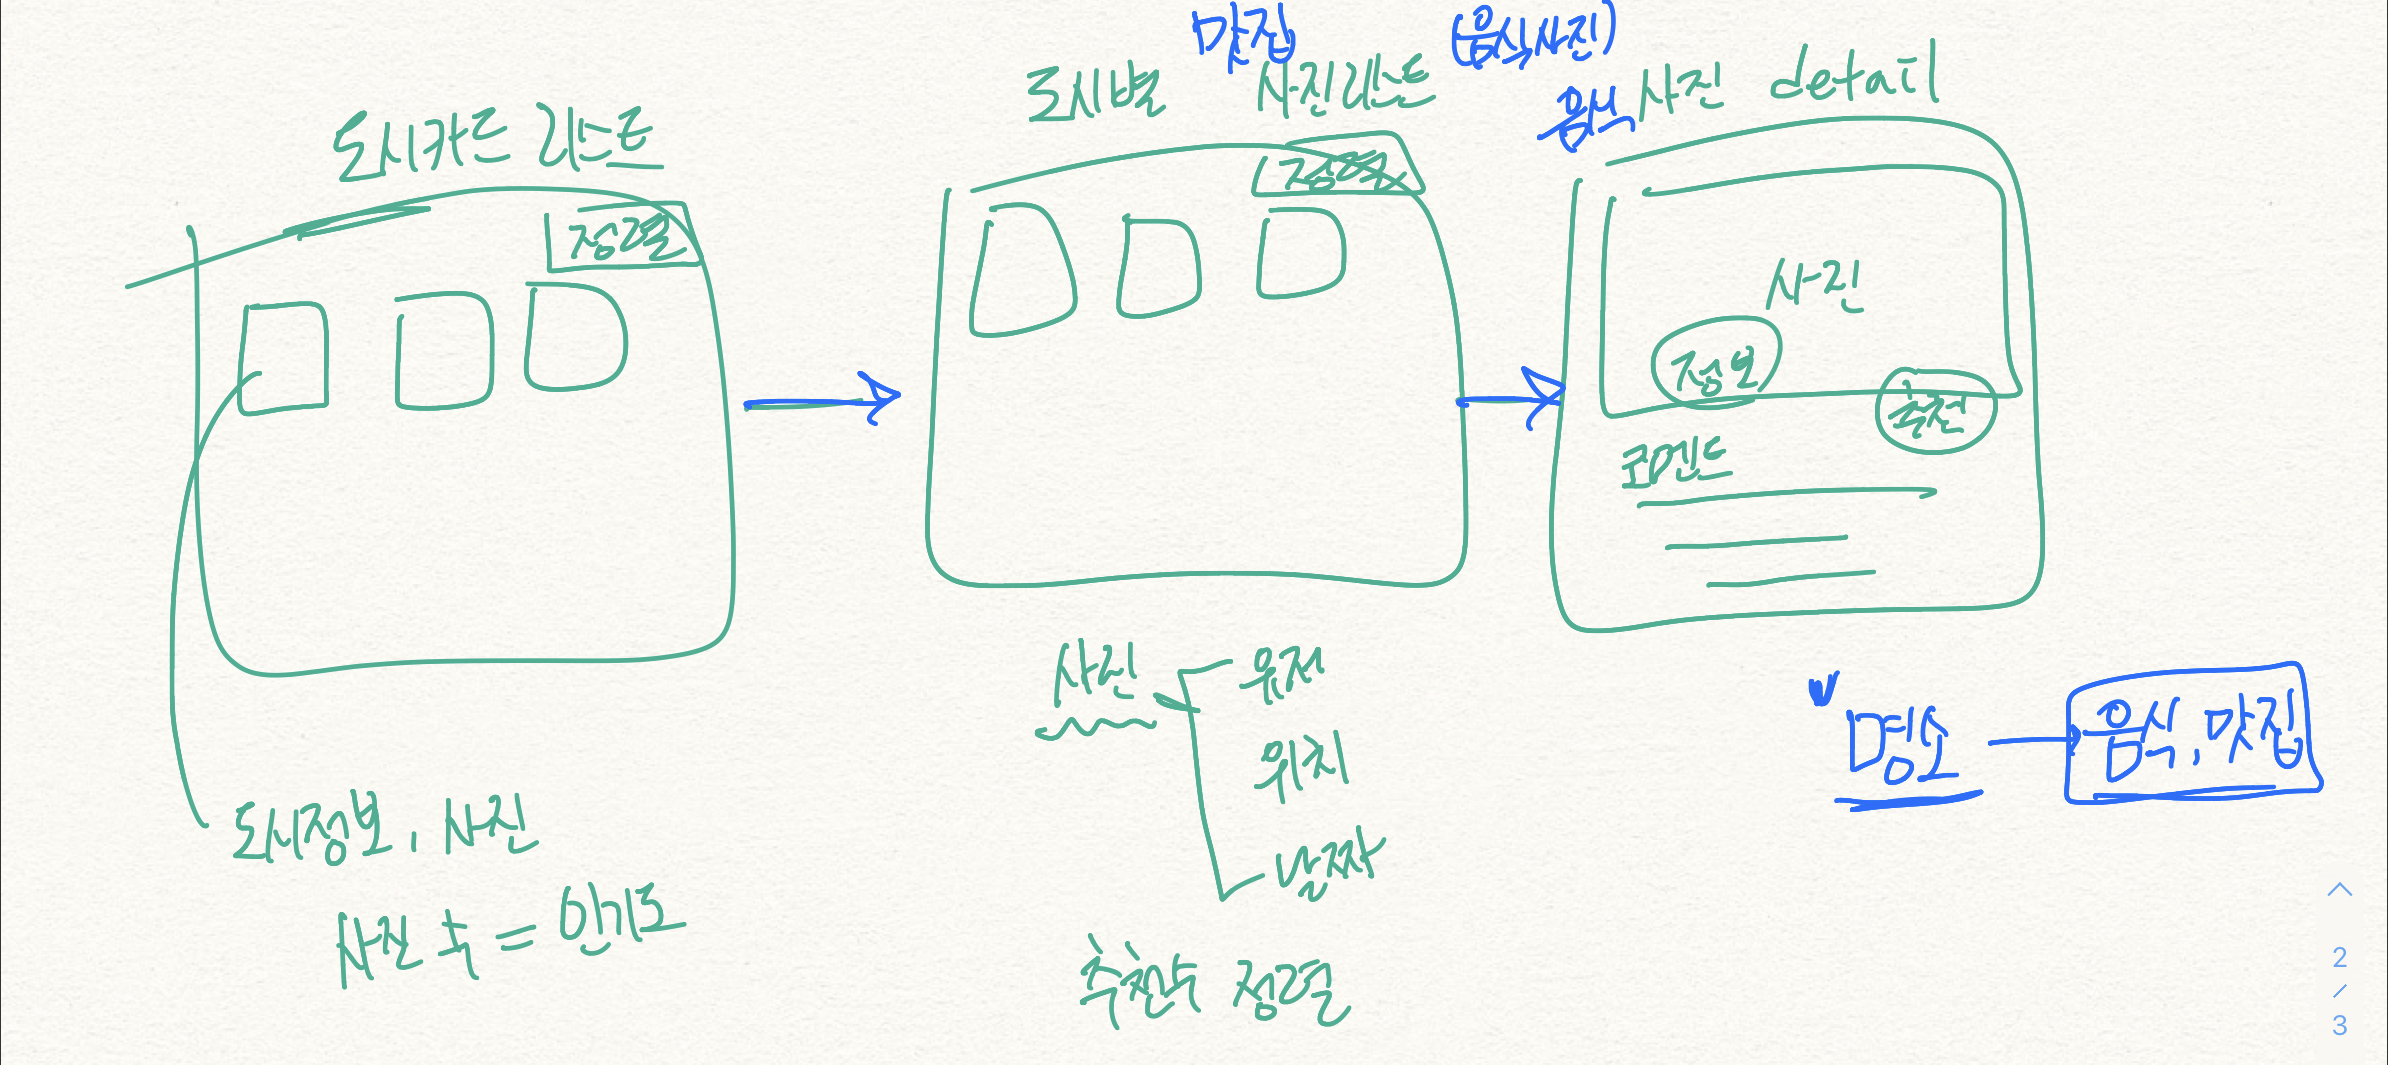 도시카드 리스트
정렬
도시정보, 사진
사진 수 = 인기도
맛집
(음식사진)
도시별 사진리스트
정렬
사진
유저
위치
날짜
추천수 정렬
음식 사진 detail
사진
정보
추천
코멘트
명소
음식, 맛집
2
/
3